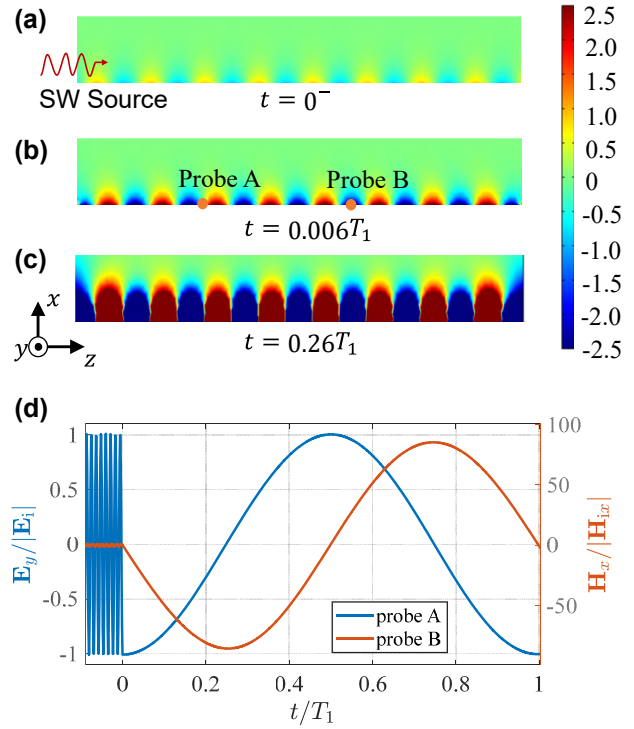 (a)
SW Source
t = 0⁻
(b)
Probe A
Probe B
t = 0.006T₁
(c)
t = 0.26T₁
x
y
z
2.5
2.0
1.5
1.0
0.5
0
-0.5
-1.0
-1.5
-2.0
-2.5
(d)
E_y/|E_i|
1
0.5
0
-0.5
-1
100
50
0
-50
H_x/|H_ix|
probe A
probe B
0
0.2
0.4
0.6
0.8
1
t/T₁